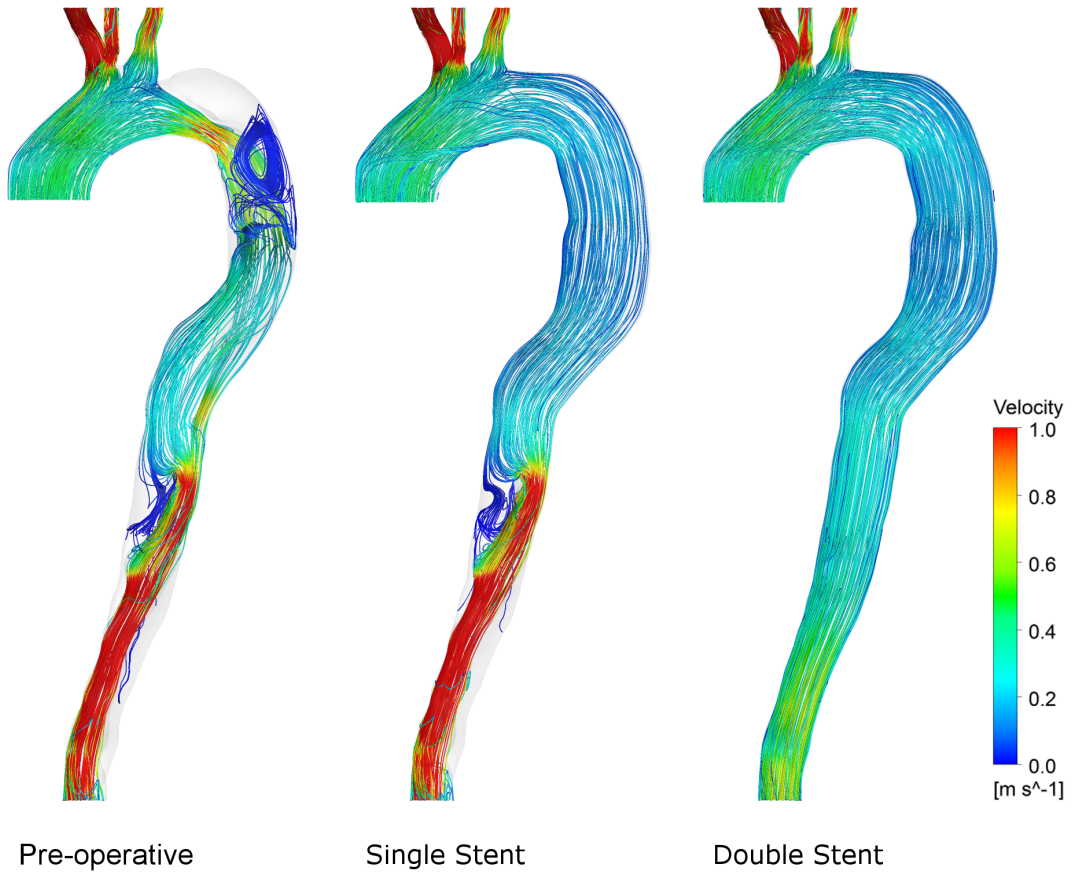 Velocity
1.0
0.8
0.6
0.4
0.2
0.0
[m s^-1]
Pre-operative
Single Stent
Double Stent